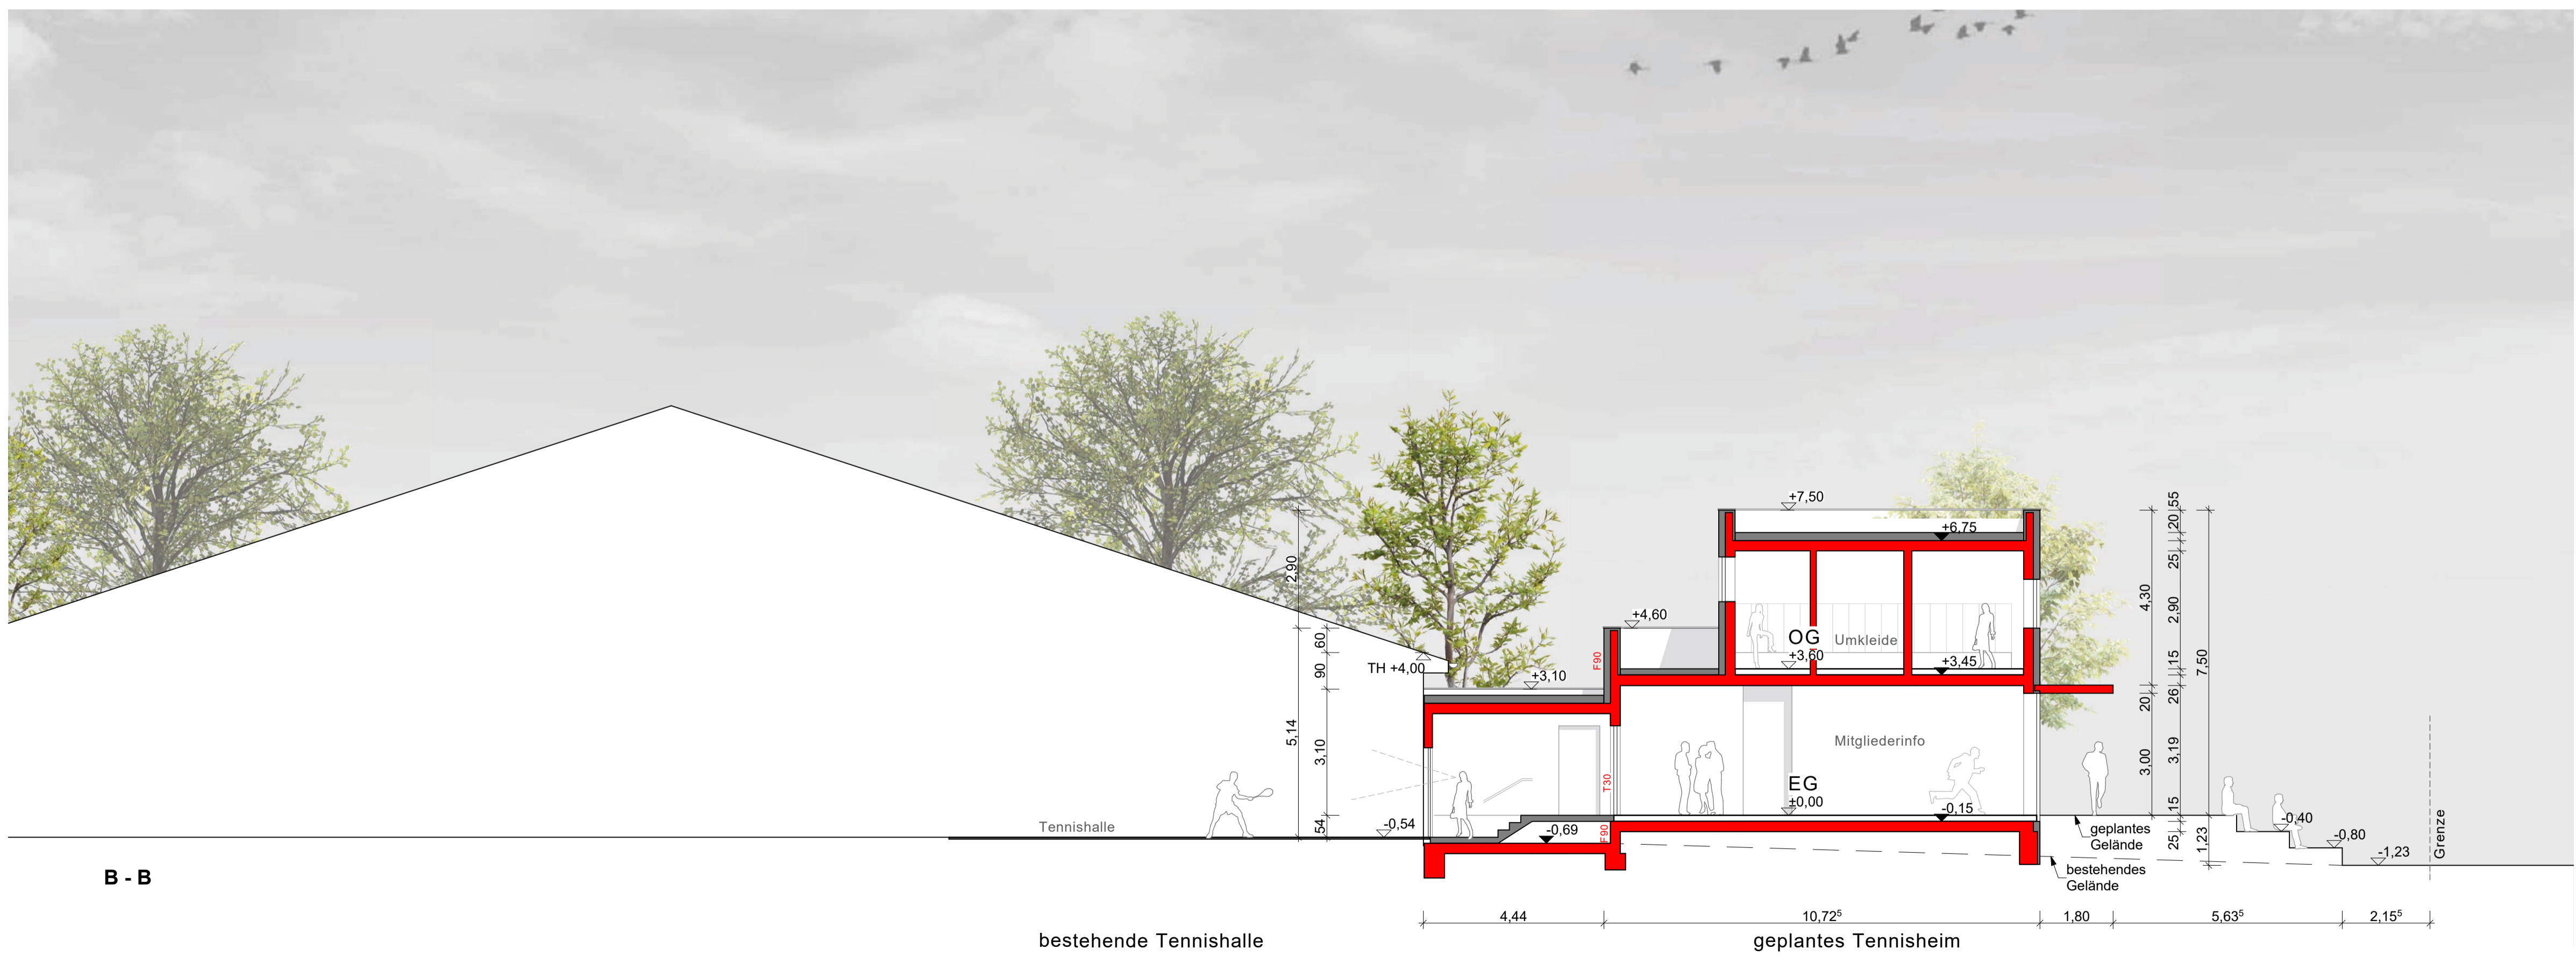 +7,50
+6,75
55
20
25
2,90
4,30
+4,60
60
F90
OG
Umkleide
+3,60
+3,45
TH +4,00
90
+3,10
15
7,50
26
20
5,14
3,10
Mitgliederinfo
3,19
3,00
T30
EG
±0,00
-0,15
15
Tennishalle
54
-0,54
-0,69
F90
geplantes
Gelände
25
1,23
-0,40
-0,80
-1,23
Grenze
bestehendes
Gelände
B - B
4,44
10,72⁵
1,80
5,63⁵
2,15⁵
bestehende Tennishalle
geplantes Tennisheim
2,90